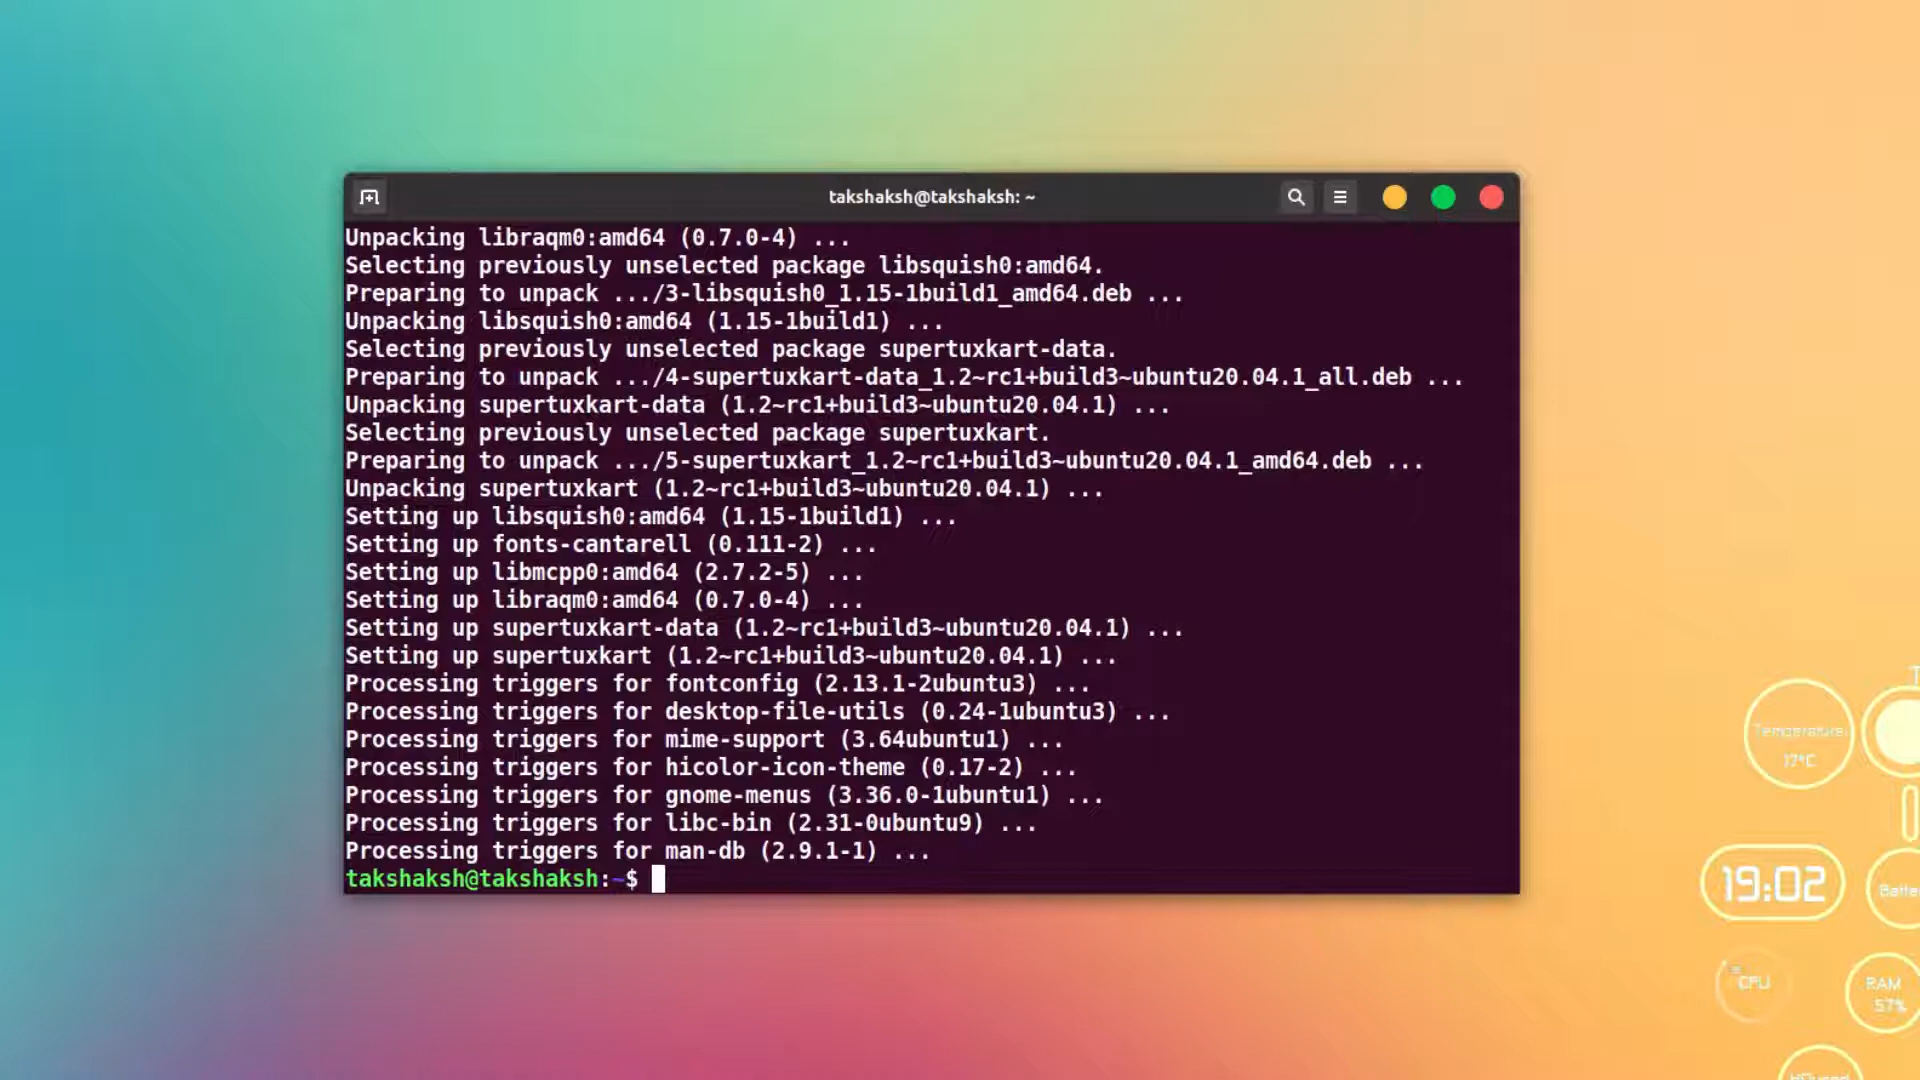 takshaksh@takshaksh: ~
Unpacking libraqm0:amd64 (0.7.0-4) ...
Selecting previously unselected package libsquish0:amd64.
Preparing to unpack .../3-libsquish0_1.15-1build1_amd64.deb ...
Unpacking libsquish0:amd64 (1.15-1build1) ...
Selecting previously unselected package supertuxkart-data.
Preparing to unpack .../4-supertuxkart-data_1.2~rc1+build3~ubuntu20.04.1_all.deb ...
Unpacking supertuxkart-data (1.2~rc1+build3~ubuntu20.04.1) ...
Selecting previously unselected package supertuxkart.
Preparing to unpack .../5-supertuxkart_1.2~rc1+build3~ubuntu20.04.1_amd64.deb ...
Unpacking supertuxkart (1.2~rc1+build3~ubuntu20.04.1) ...
Setting up libsquish0:amd64 (1.15-1build1) ...
Setting up fonts-cantarell (0.111-2) ...
Setting up libmcpp0:amd64 (2.7.2-5) ...
Setting up libraqm0:amd64 (0.7.0-4) ...
Setting up supertuxkart-data (1.2~rc1+build3~ubuntu20.04.1) ...
Setting up supertuxkart (1.2~rc1+build3~ubuntu20.04.1) ...
Processing triggers for fontconfig (2.13.1-2ubuntu3) ...
Processing triggers for desktop-file-utils (0.24-1ubuntu3) ...
Processing triggers for mime-support (3.64ubuntu1) ...
Processing triggers for hicolor-icon-theme (0.17-2) ...
Processing triggers for gnome-menus (3.36.0-1ubuntu1) ...
Processing triggers for libc-bin (2.31-0ubuntu9) ...
Processing triggers for man-db (2.9.1-1) ...
takshaksh@takshaksh:~$
Temperature
17°C
19:02
Batte
CPU
RAM
57%